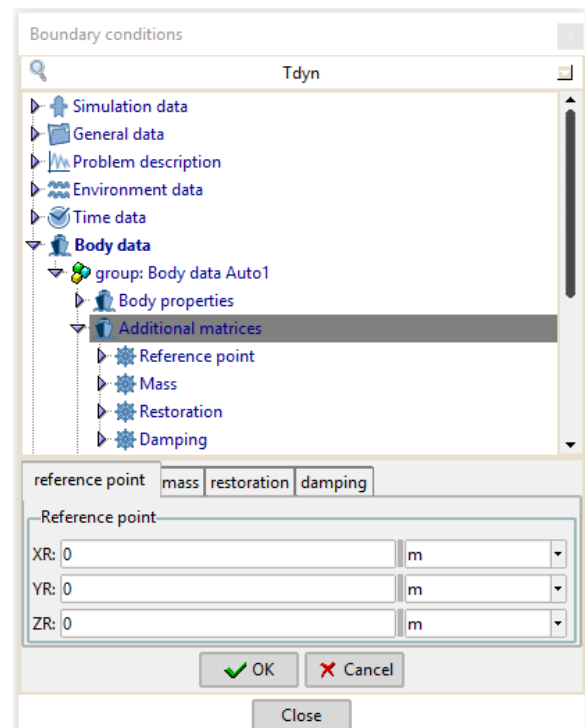 Boundary conditions
Tdyn
Simulation data
General data
Problem description
Environment data
Time data
Body data
group: Body data Auto1
Body properties
Additional matrices
Reference point
Mass
Restoration
Damping
reference point mass restoration damping
Reference point
XR: 0 m
YR: 0 m
ZR: 0 m
OK Cancel
Close